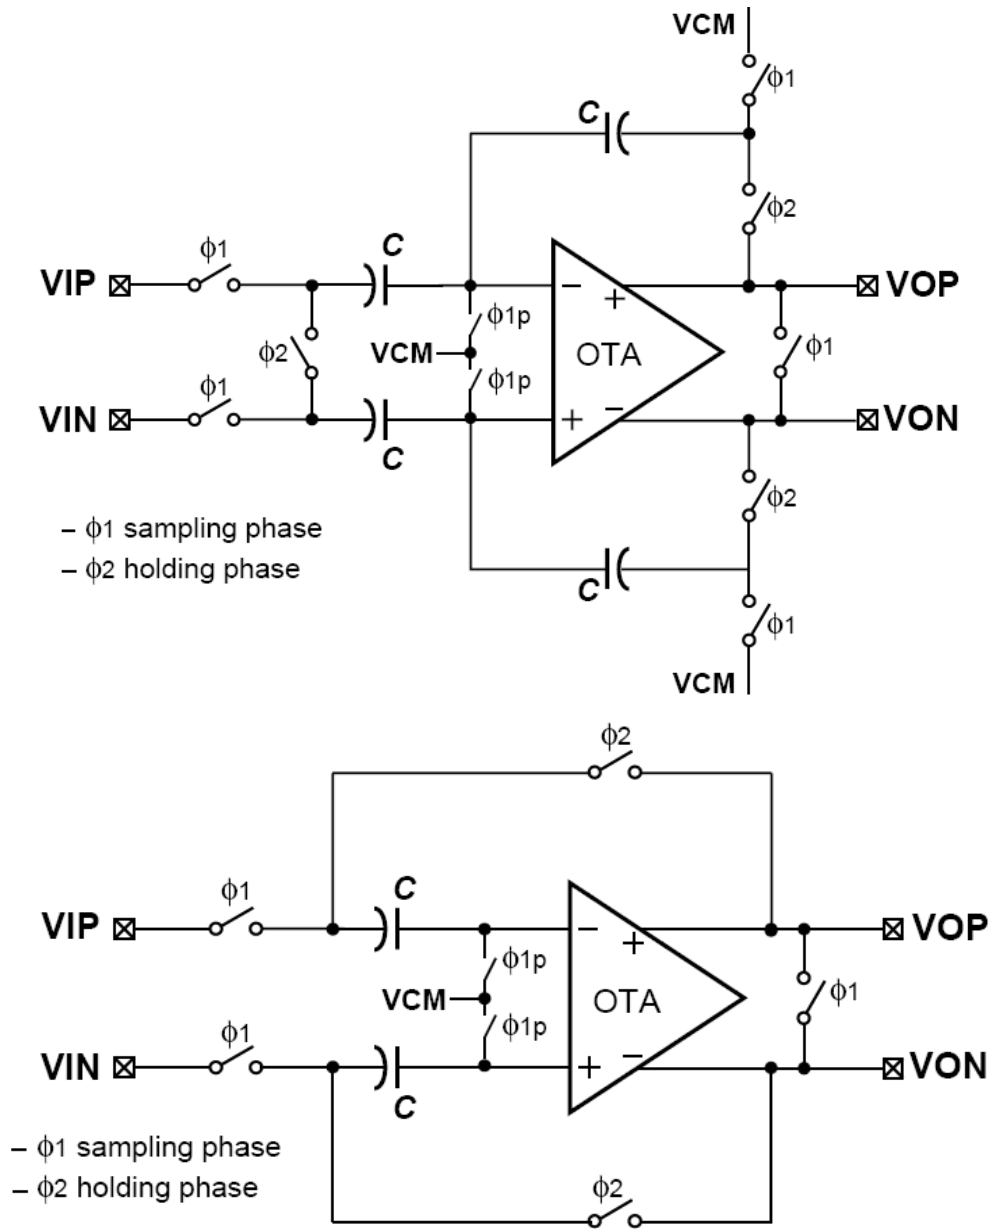 VCM
ϕ1
C
ϕ2
ϕ1
C
VIP
− +
VOP
ϕ1p
ϕ2
VCM
OTA
ϕ1
ϕ1
ϕ1p
VIN
+ −
VON
C
ϕ2
– ϕ1 sampling phase
– ϕ2 holding phase
C
ϕ1
VCM
ϕ2
ϕ1
C
VIP
− +
VOP
ϕ1p
VCM
OTA
ϕ1
ϕ1
ϕ1p
VIN
+ −
VON
C
– ϕ1 sampling phase
– ϕ2 holding phase
ϕ2